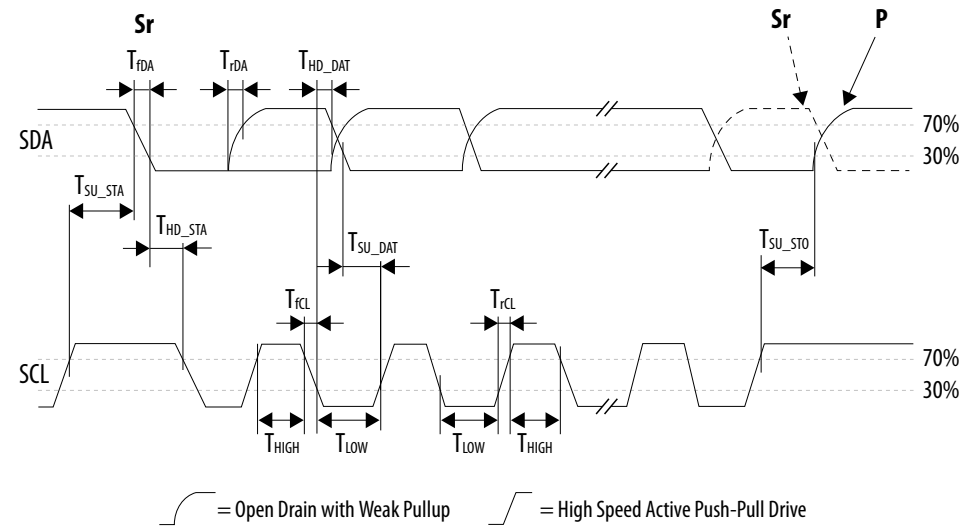 Sr
Sr P
TfDA TrDA THD_DAT
SDA
70%
30%
TSU_STA
THD_STA
TSU_DAT
TSU_STO
TfCL TrCL
SCL
70%
30%
THIGH TLOW TLOW THIGH
= Open Drain with Weak Pullup = High Speed Active Push-Pull Drive